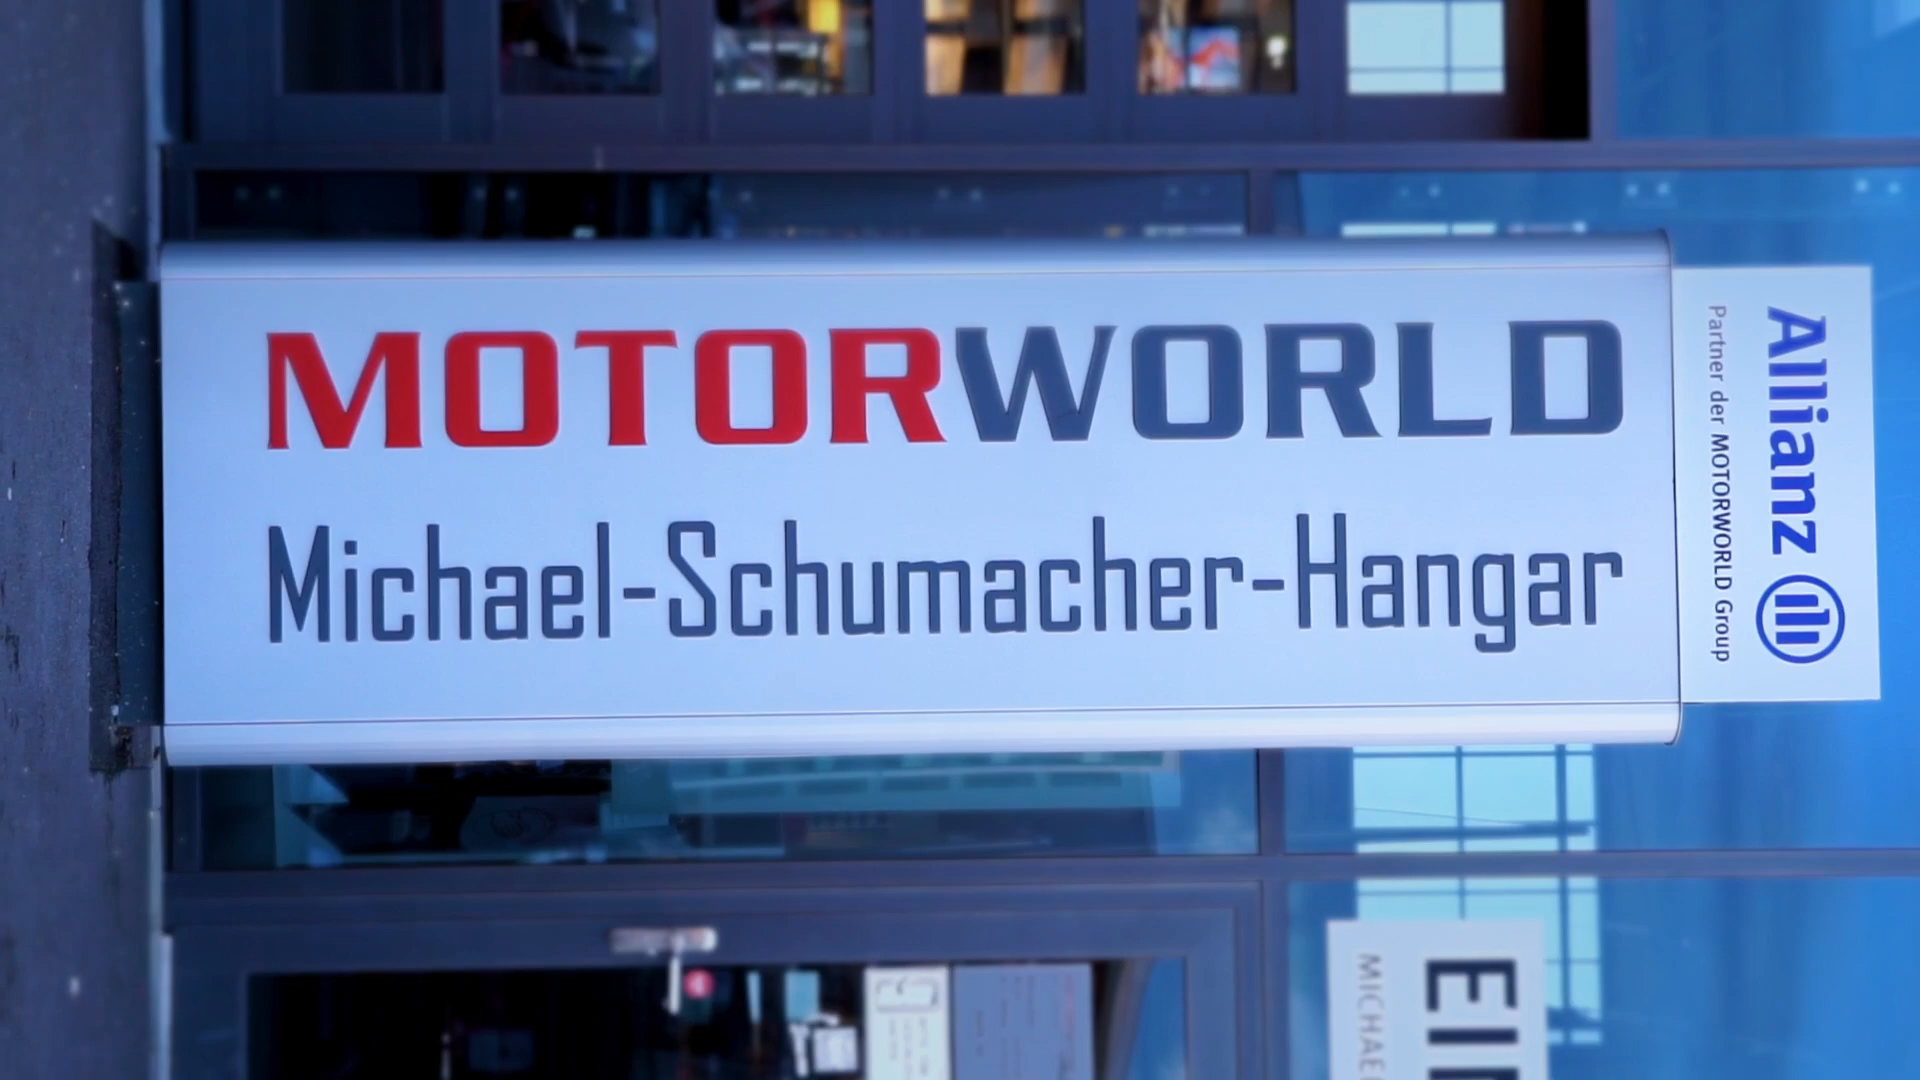 Allianz
Partner der MOTORWORLD Group
MOTORWORLD
Michael-Schumacher-Hangar